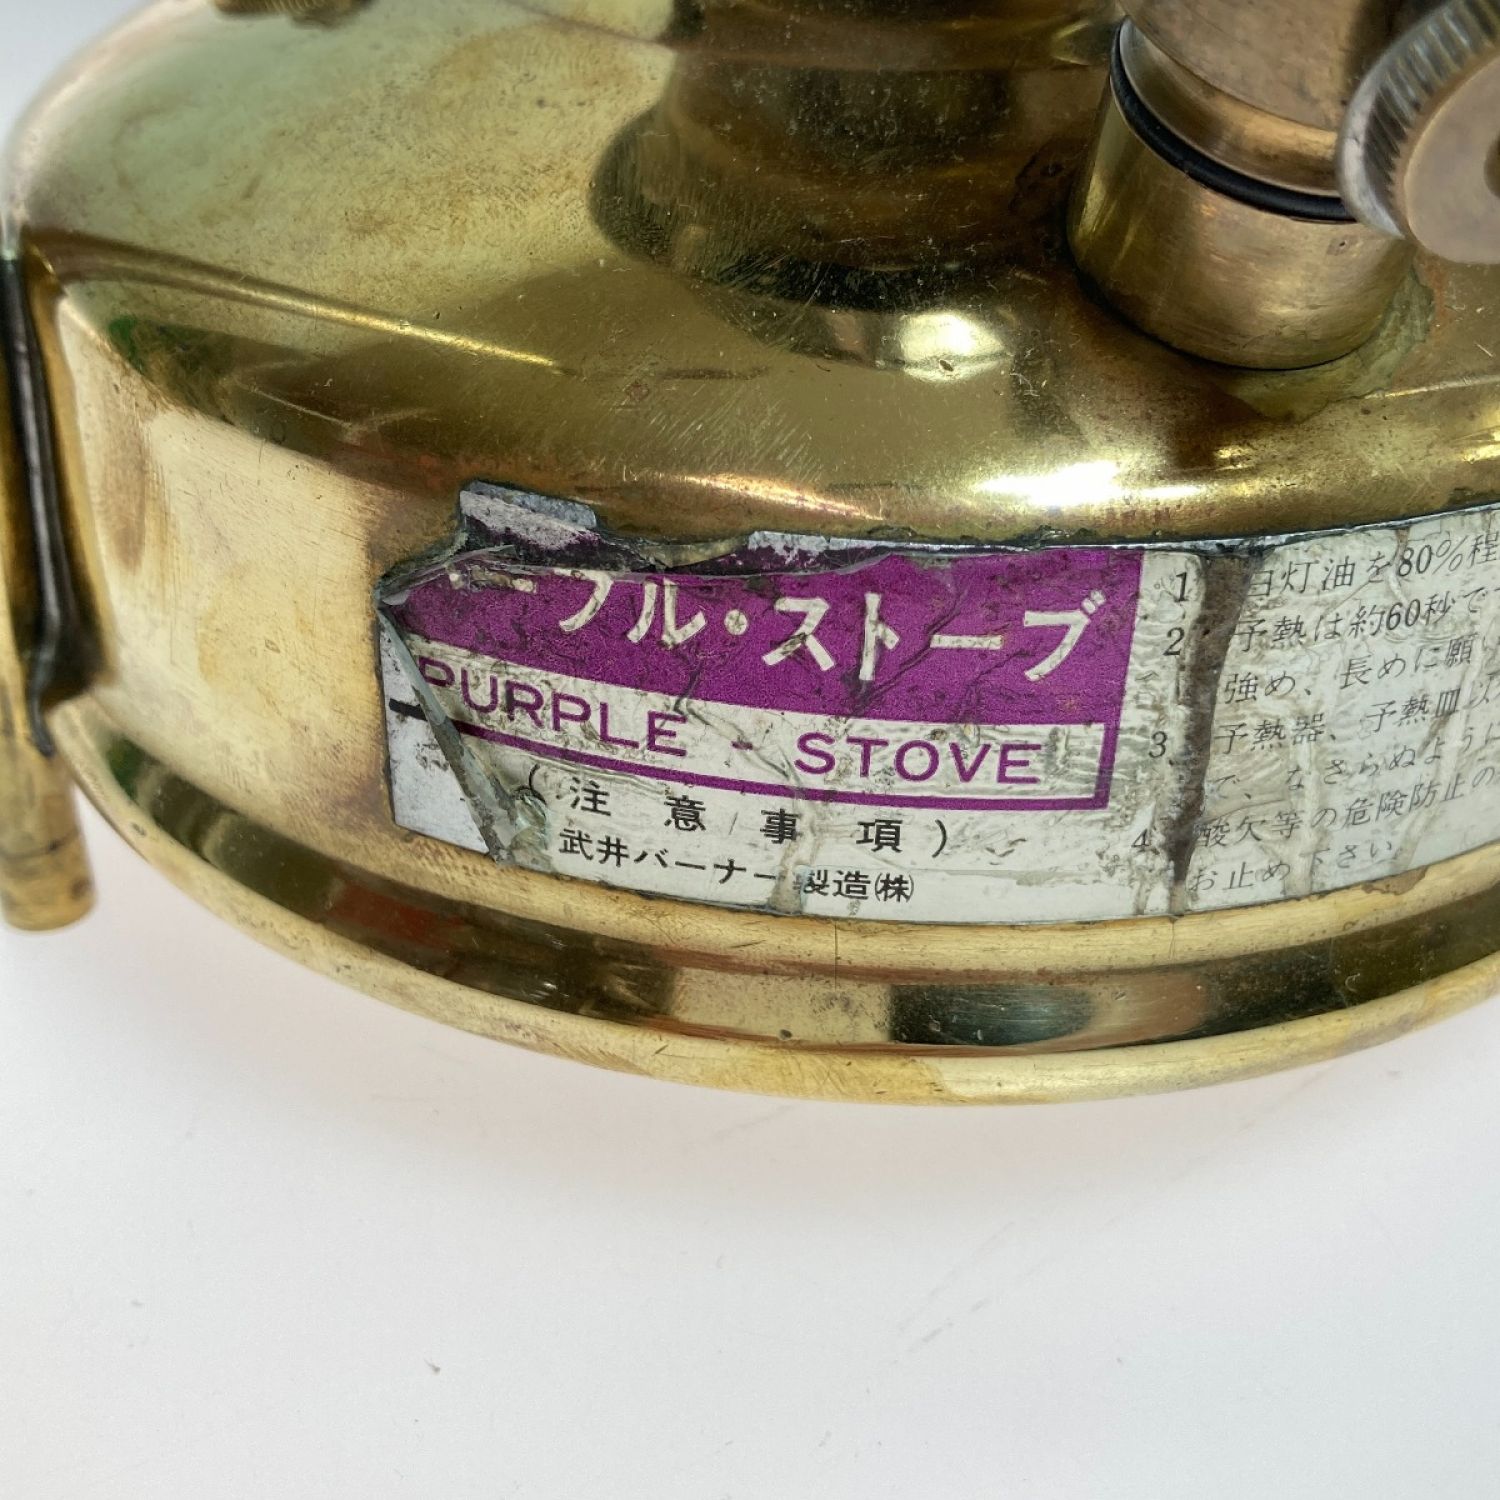 ープル・ストーブ
PURPLE - STOVE
(注意事項)
武井バーナー製造㈱
1 白灯油を80%程
2 予熱は約60秒で
強め、長めに願い
3 予熱器、予熱皿以
で、なさらぬように
4 酸欠等の危険防止の
お止め下さい